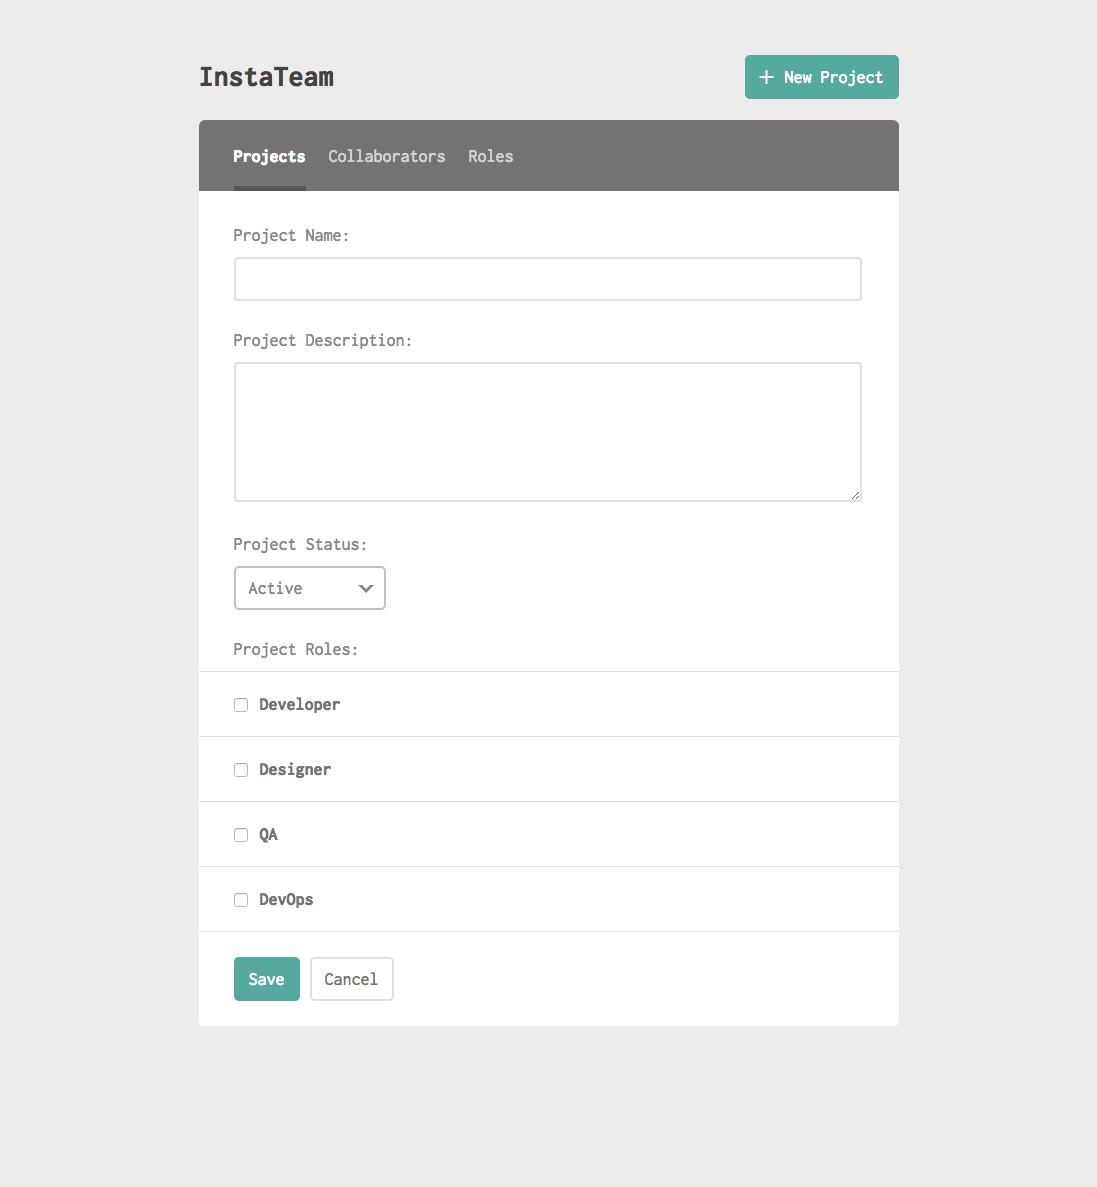 InstaTeam
+ New Project
Projects Collaborators Roles
Project Name:
Project Description:
Project Status:
Active
Project Roles:
Developer
Designer
QA
DevOps
Save Cancel